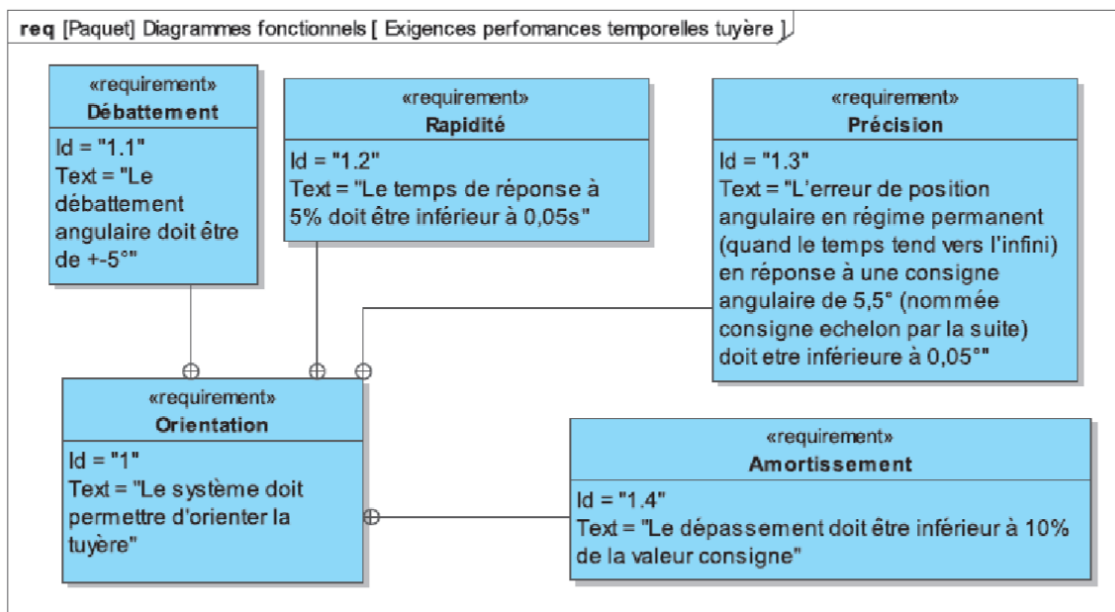 req [Paquet] Diagrammes fonctionnels [ Exigences perfomances temporelles tuyère ]
«requirement»
Débattement
Id = "1.1"
Text = "Le
débattement
angulaire doit être
de +-5°"
«requirement»
Rapidité
Id = "1.2"
Text = "Le temps de réponse à
5% doit être inférieur à 0,05s"
«requirement»
Précision
Id = "1.3"
Text = "L'erreur de position
angulaire en régime permanent
(quand le temps tend vers l'infini)
en réponse à une consigne
angulaire de 5,5° (nommée
consigne echelon par la suite)
doit etre inférieure à 0,05°"
«requirement»
Orientation
Id = "1"
Text = "Le système doit
permettre d'orienter la
tuyère"
«requirement»
Amortissement
Id = "1.4"
Text = "Le dépassement doit être inférieur à 10%
de la valeur consigne"